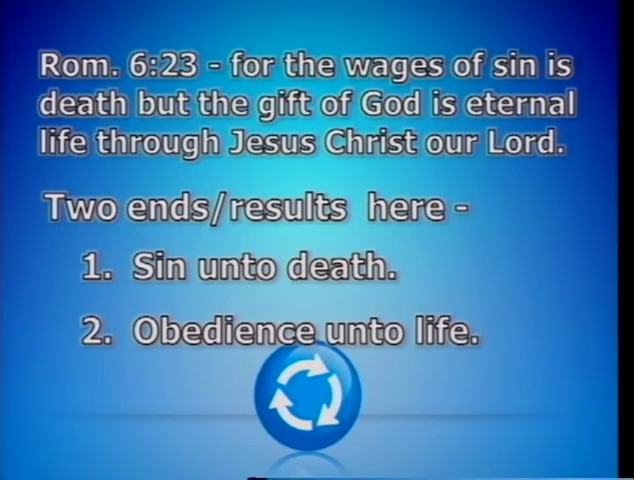 Rom. 6:23 - for the wages of sin is
death but the gift of God is eternal
life through Jesus Christ our Lord.
Two ends/results here -
1. Sin unto death.
2. Obedience unto life.